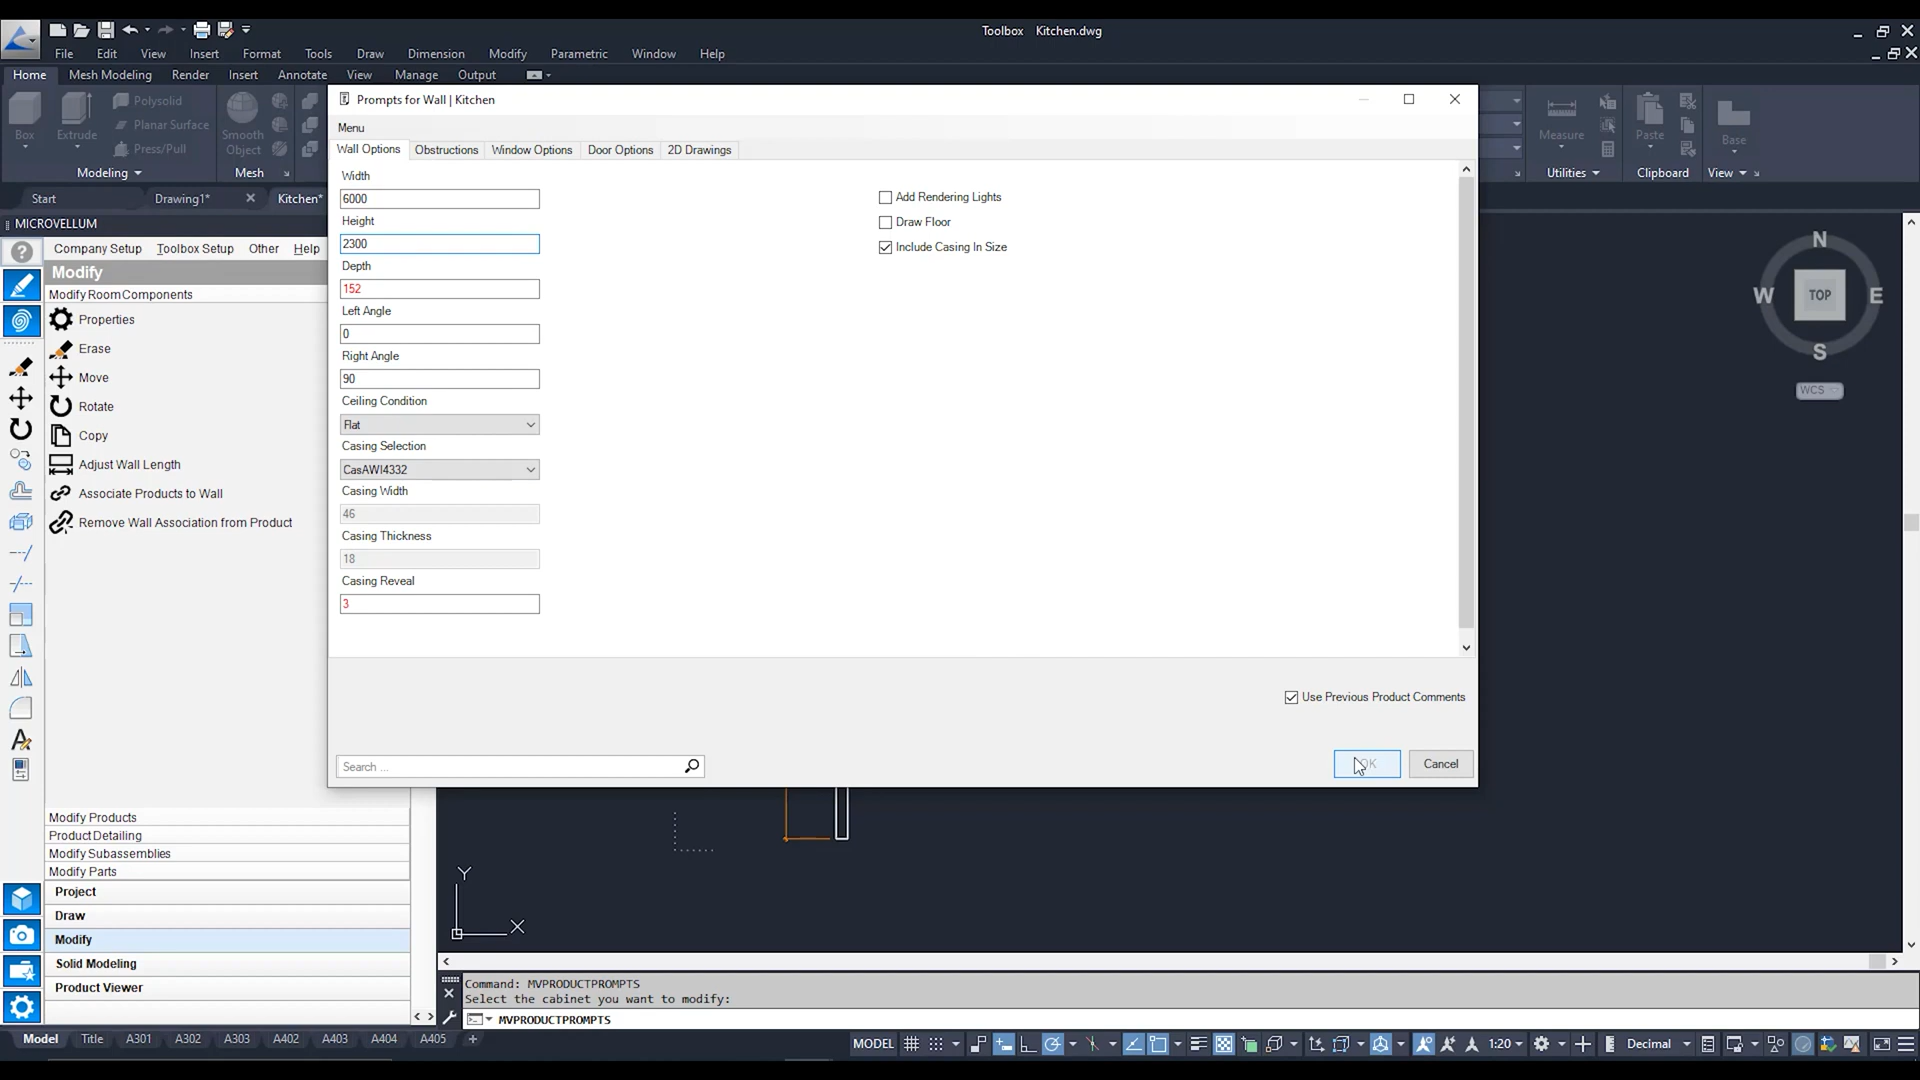 Toolbox Kitchen.dwg
File Edit View Insert Format Tools Draw Dimension Modify Parametric Window Help
Home Mesh Modeling Render Insert Annotate View Manage Output
Box Extrude Polysolid Planar Surface Press/Pull Smooth Object
Modeling Mesh
Measure Paste Base
Utilities Clipboard View
Start Drawing1* Kitchen*
MICROVELLUM
Company Setup Toolbox Setup Other Help
Modify
Modify Room Components
Properties
Erase
Move
Rotate
Copy
Adjust Wall Length
Associate Products to Wall
Remove Wall Association from Product
Modify Products
Product Detailing
Modify Subassemblies
Modify Parts
Project
Draw
Modify
Solid Modeling
Product Viewer
Prompts for Wall | Kitchen
Menu
Wall Options Obstructions Window Options Door Options 2D Drawings
Width
6000
Height
2300
Depth
152
Left Angle
0
Right Angle
90
Ceiling Condition
Flat
Casing Selection
CasAWI4332
Casing Width
46
Casing Thickness
18
Casing Reveal
3
Add Rendering Lights
Draw Floor
Include Casing In Size
Use Previous Product Comments
Search ...
OK Cancel
N
W TOP E
S
WCS
Y
X
Command: MVPRODUCTPROMPTS
Select the cabinet you want to modify:
MVPRODUCTPROMPTS
Model Title A301 A302 A303 A402 A403 A404 A405 +
MODEL 1:20 Decimal